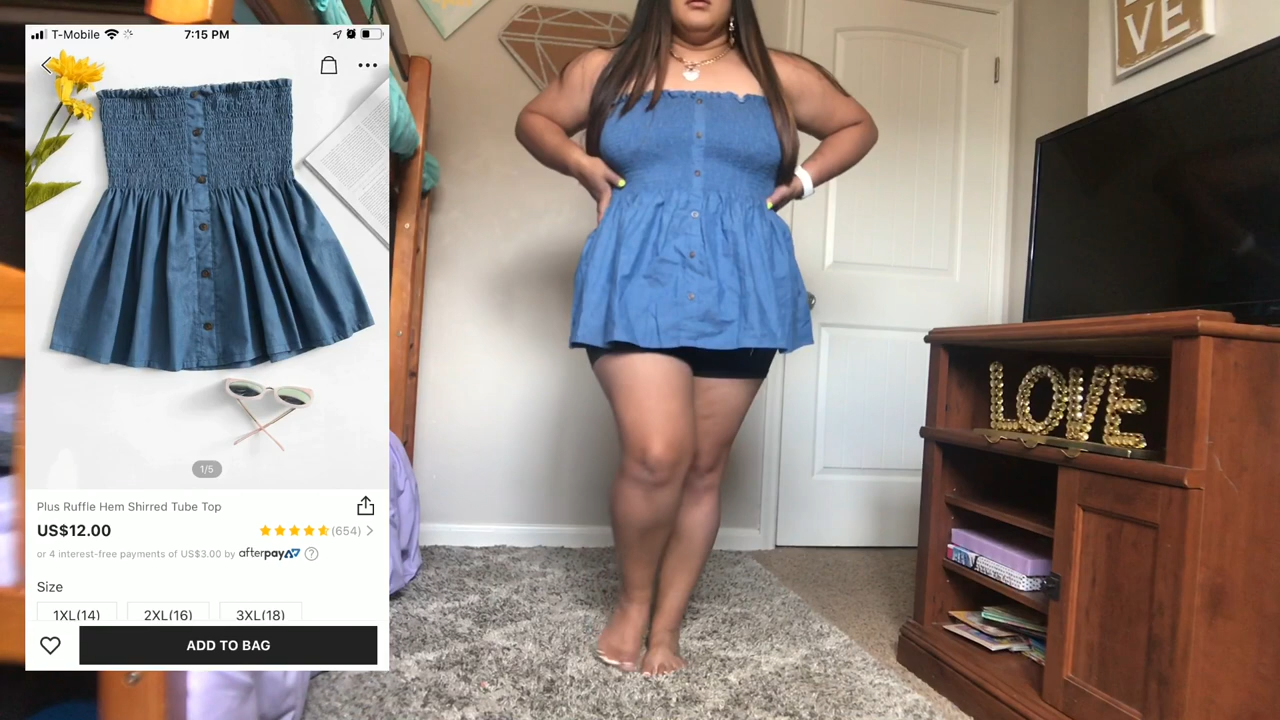 T-Mobile 7:15 PM
1/5
Plus Ruffle Hem Shirred Tube Top
US$12.00 (654)
or 4 interest-free payments of US$3.00 by afterpay ?
Size
1XL(14) 2XL(16) 3XL(18)
ADD TO BAG
VE
LOVE